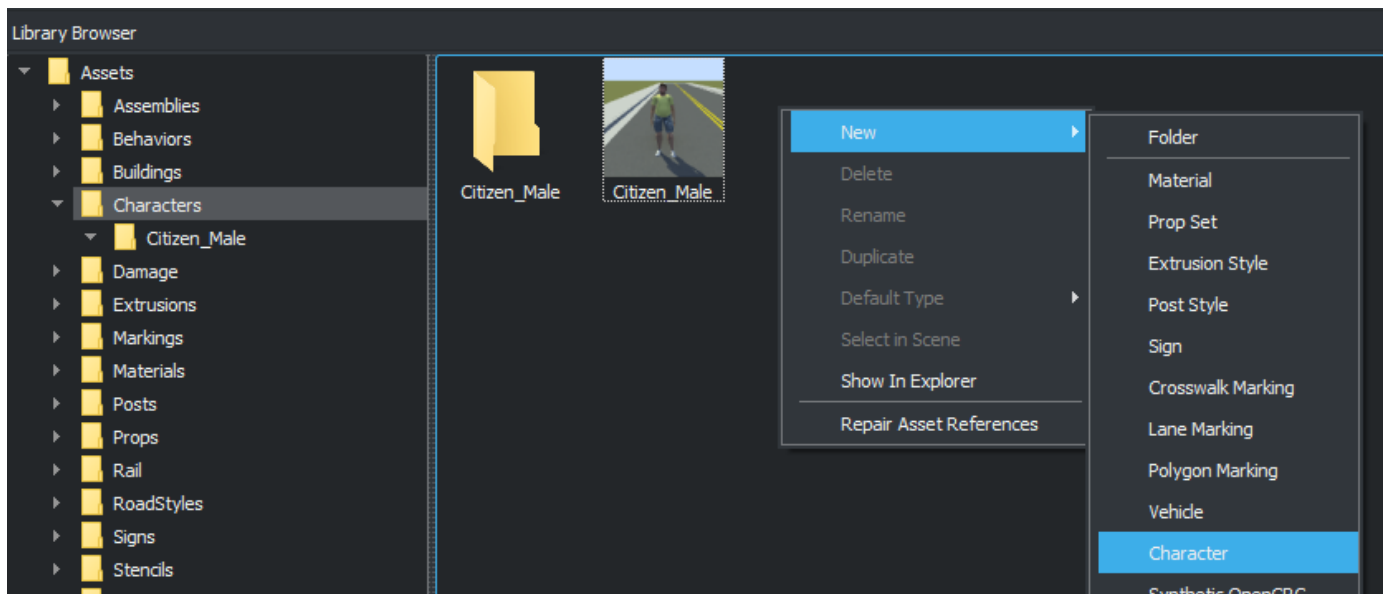 Library Browser
Assets
Assemblies
Behaviors
Buildings
Characters
Citizen_Male
Damage
Extrusions
Markings
Materials
Posts
Props
Rail
RoadStyles
Signs
Stencils
Citizen_Male
Citizen_Male
New
Delete
Rename
Duplicate
Default Type
Select in Scene
Show In Explorer
Repair Asset References
Folder
Material
Prop Set
Extrusion Style
Post Style
Sign
Crosswalk Marking
Lane Marking
Polygon Marking
Vehicle
Character
Synthetic OpenCRG